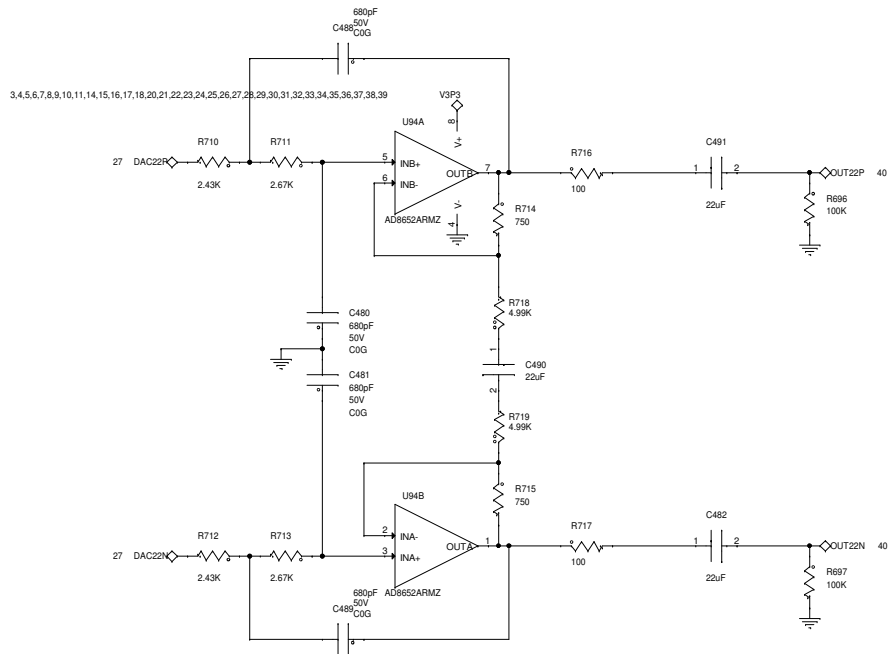 680pF
C488 50V
C0G
3,4,5,6,7,8,9,10,11,14,15,16,17,18,20,21,22,23,24,25,26,27,28,29,30,31,32,33,34,35,36,37,38,39
V3P3
U94A
8
V+
R710
R711
27 DAC22P
2.43K
2.67K
5 INB+
6 INB-
OUTB 7
V-
4
AD8652ARMZ
R716
100
C491
1 2
22uF
OUT22P 40
R696
100K
R714
750
R718
4.99K
C480
680pF
50V
C0G
1
C490
22uF
2
C481
680pF
50V
C0G
R719
4.99K
U94B
R715
750
R712
R713
27 DAC22N
2.43K
2.67K
2 INA-
3 INA+
OUTA 1
AD8652ARMZ
R717
100
C482
1 2
22uF
OUT22N 40
R697
100K
680pF
C489 50V
C0G